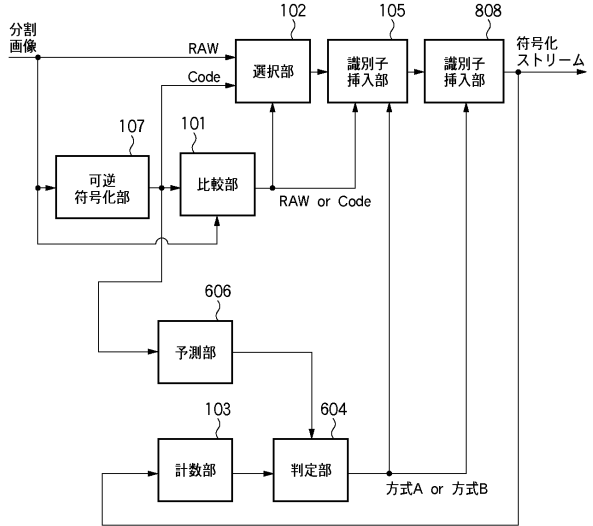 分割
画像
RAW
Code
102
選択部
105
識別子
挿入部
808
識別子
挿入部
符号化
ストリーム
107
可逆
符号化部
101
比較部
RAW or Code
606
予測部
103
計数部
604
判定部
方式A or 方式B